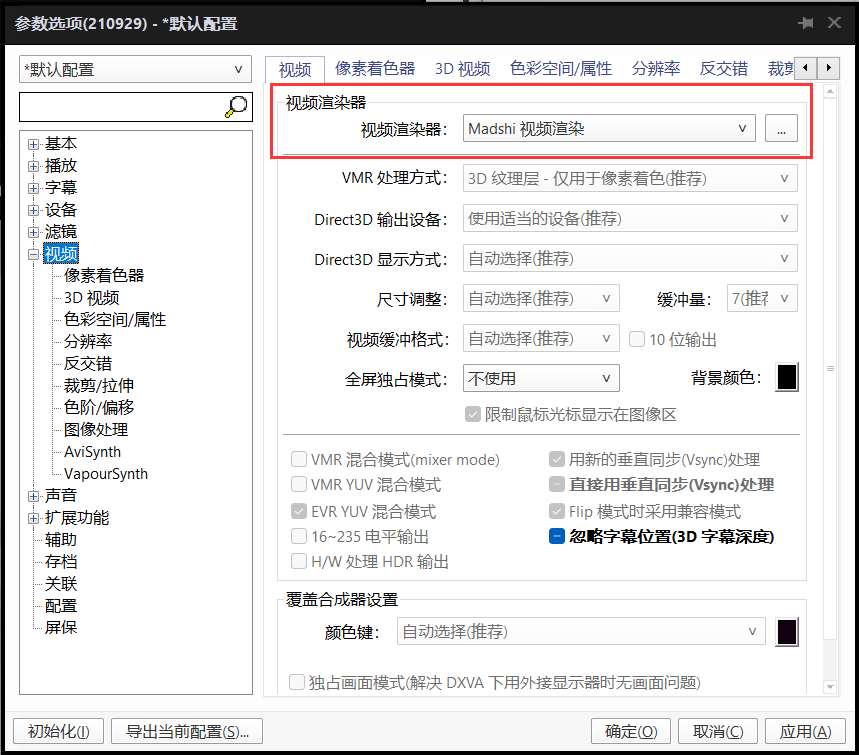 参数选项(210929) - *默认配置
*默认配置
基本
播放
字幕
设备
滤镜
视频
像素着色器
3D 视频
色彩空间/属性
分辨率
反交错
裁剪/拉伸
色阶/偏移
图像处理
AviSynth
VapourSynth
声音
扩展功能
辅助
存档
关联
配置
屏保
视频 像素着色器 3D 视频 色彩空间/属性 分辨率 反交错 裁剪
视频渲染器
视频渲染器: Madshi 视频渲染 ...
VMR 处理方式: 3D 纹理层 - 仅用于像素着色(推荐)
Direct3D 输出设备: 使用适当的设备(推荐)
Direct3D 显示方式: 自动选择(推荐)
尺寸调整: 自动选择(推荐) 缓冲量: 7(推荐
视频缓冲格式: 自动选择(推荐) 10 位输出
全屏独占模式: 不使用 背景颜色:
限制鼠标光标显示在图像区
VMR 混合模式(mixer mode) 用新的垂直同步(Vsync)处理
VMR YUV 混合模式 直接用垂直同步(Vsync)处理
EVR YUV 混合模式 Flip 模式时采用兼容模式
16~235 电平输出 忽略字幕位置(3D 字幕深度)
H/W 处理 HDR 输出
覆盖合成器设置
颜色键: 自动选择(推荐)
独占画面模式(解决 DXVA 下用外接显示器时无画面问题)
初始化(I) 导出当前配置(S)... 确定(O) 取消(C) 应用(A)